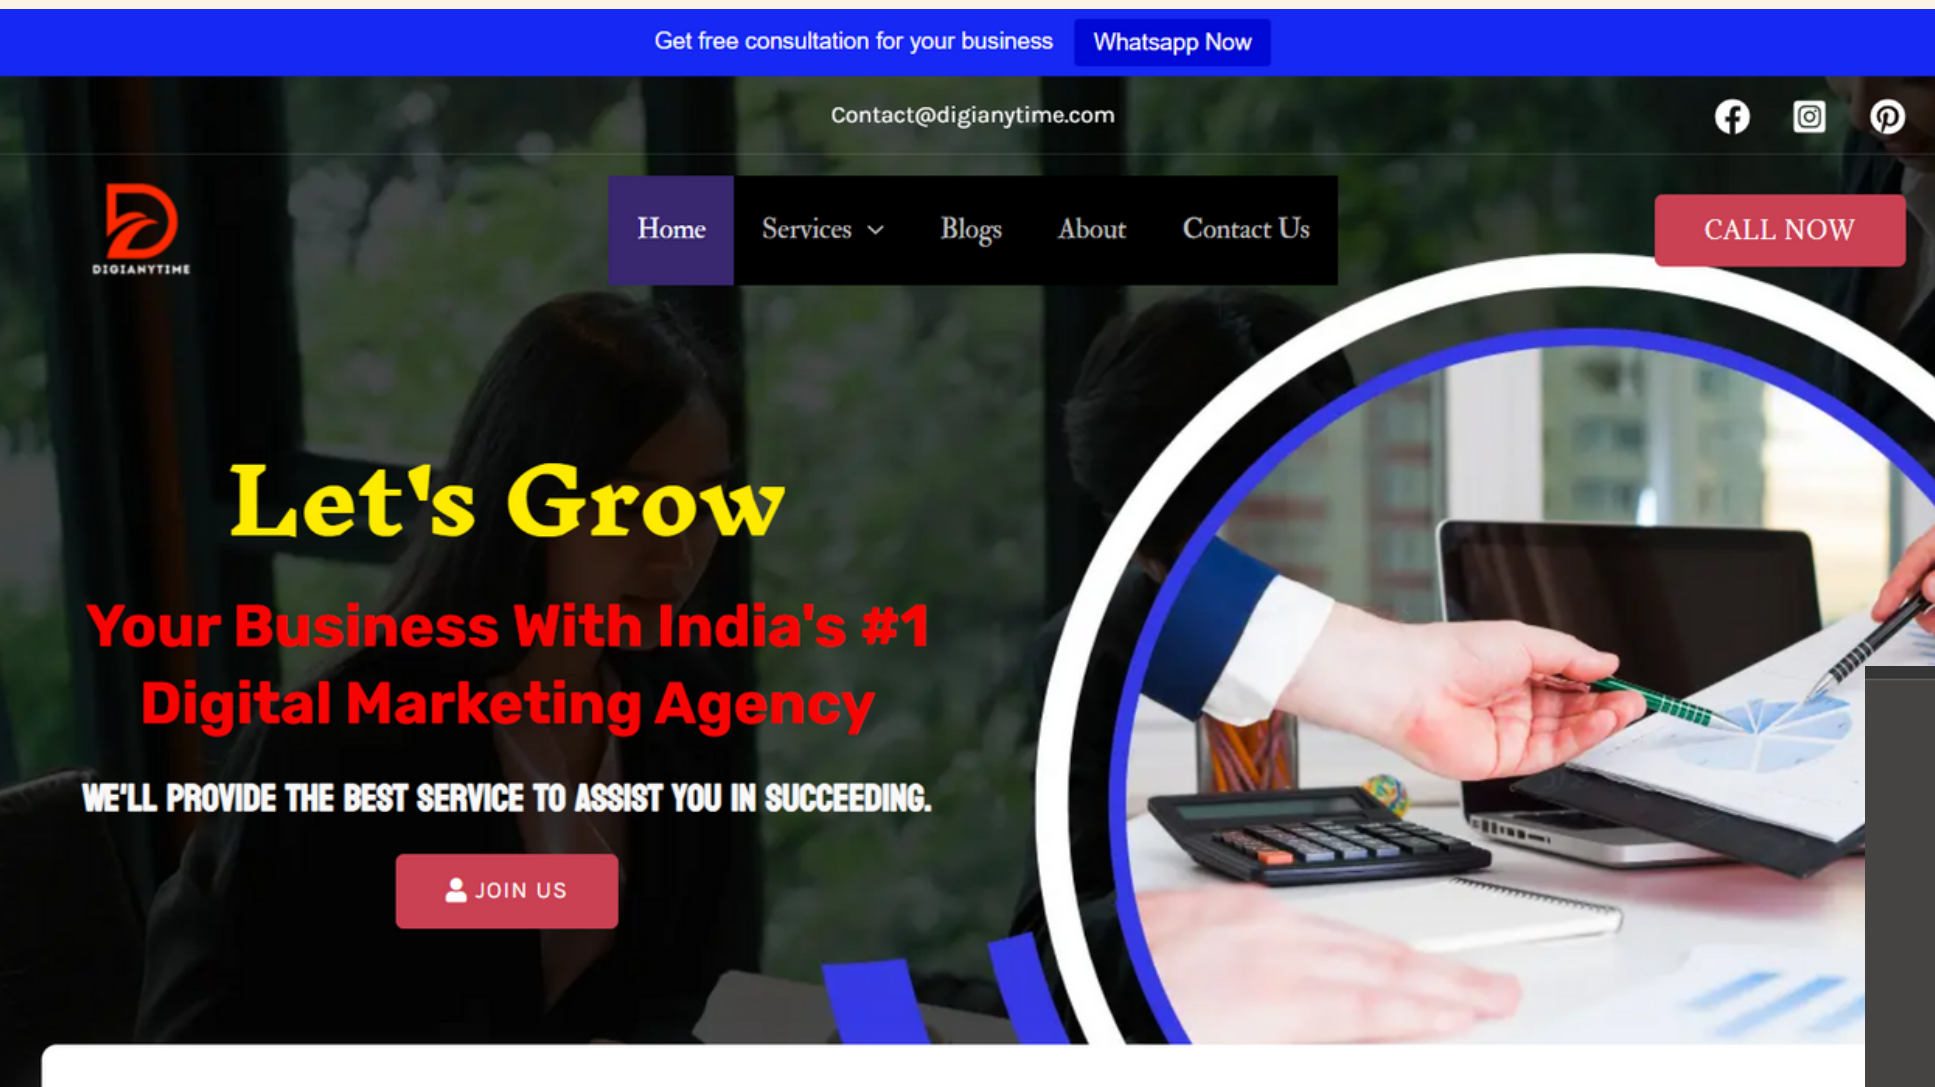 Get free consultation for your business Whatsapp Now
Contact@digianytime.com
DIGIANYTIME
Home Services Blogs About Contact Us
CALL NOW
Let's Grow
Your Business With India's #1
Digital Marketing Agency
WE'LL PROVIDE THE BEST SERVICE TO ASSIST YOU IN SUCCEEDING.
JOIN US